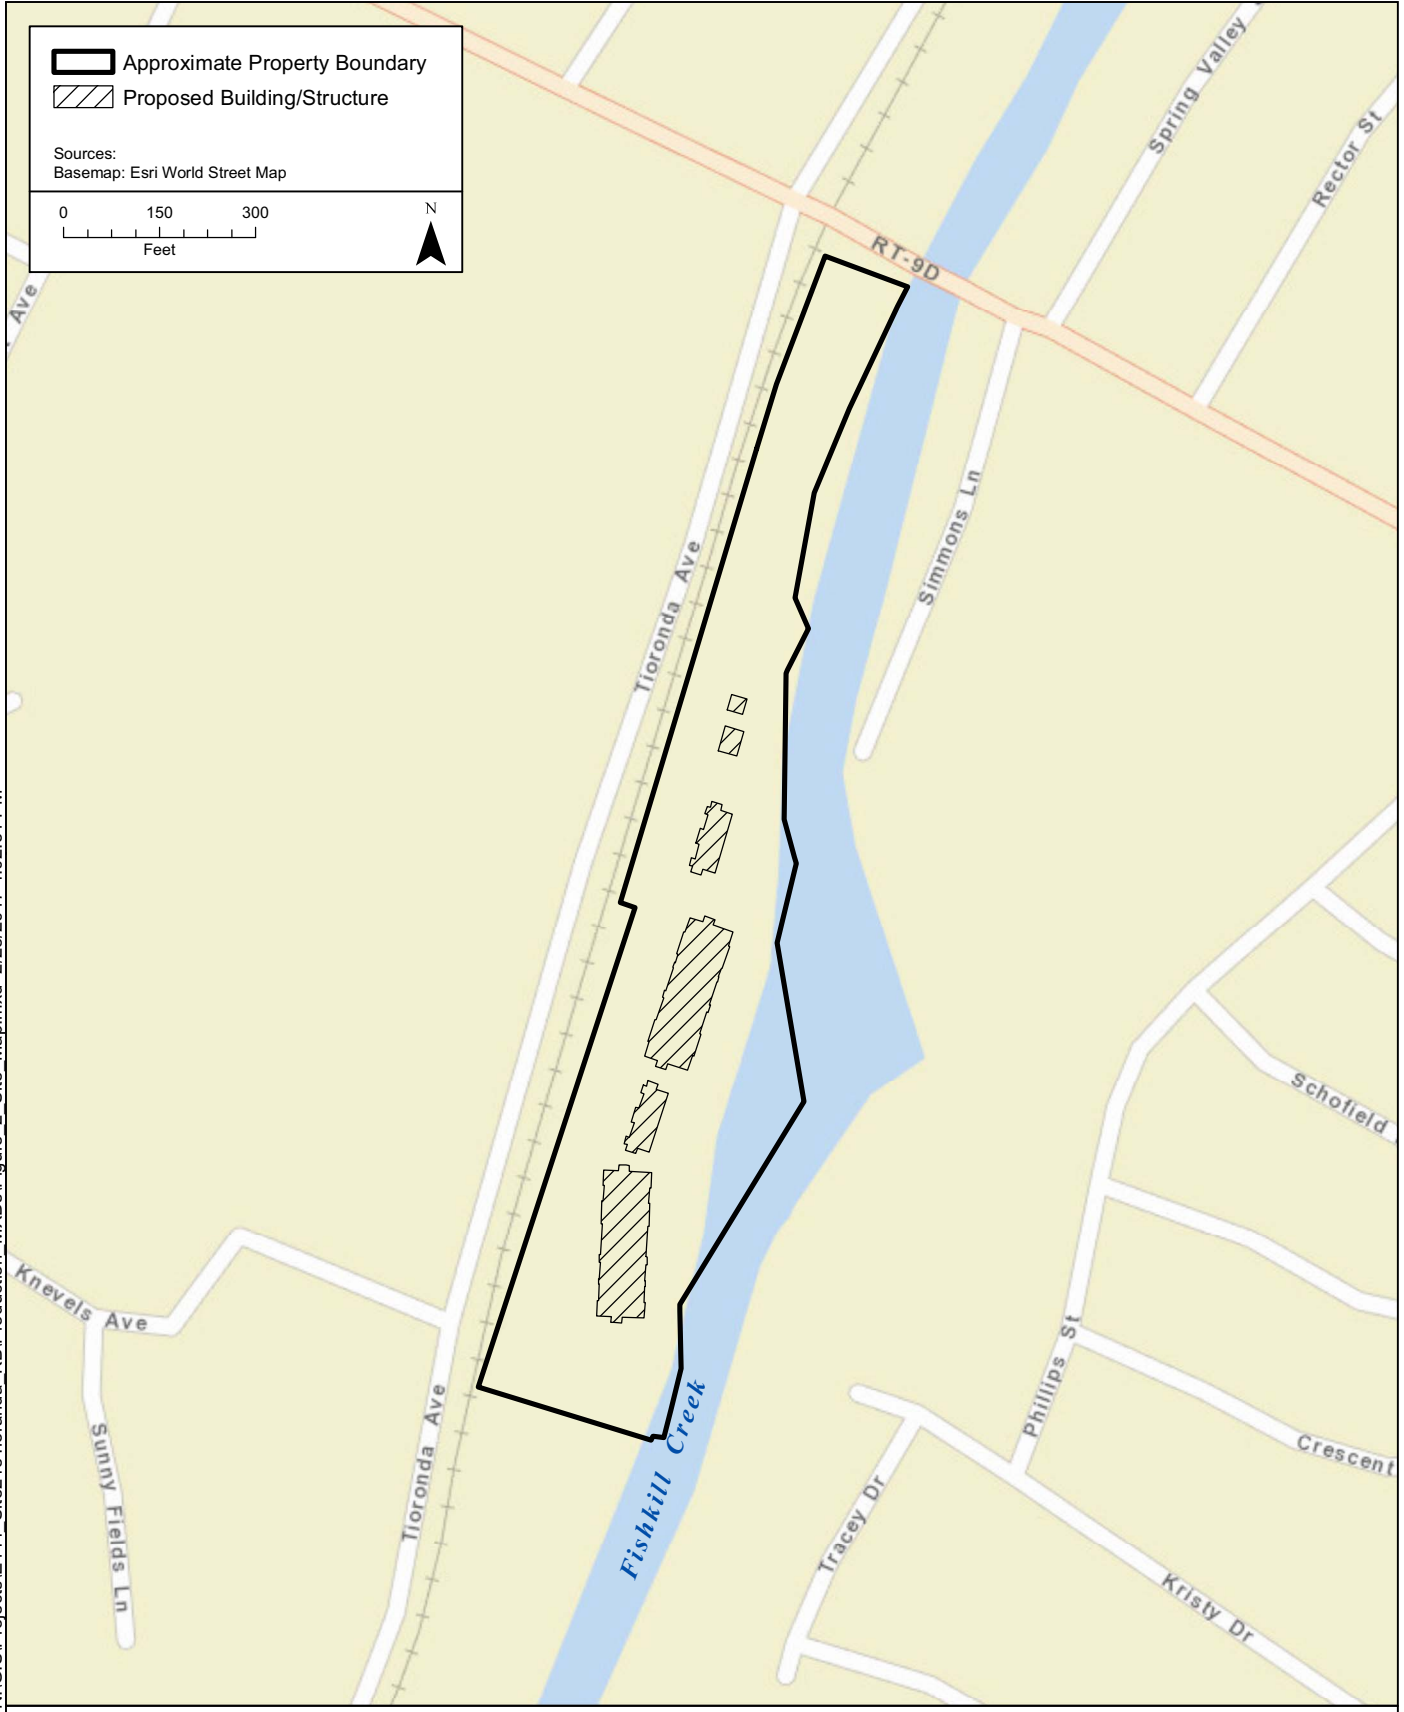 Approximate Property Boundary
Proposed Building/Structure
Sources:
Basemap: Esri World Street Map
0 150 300
Feet
N
Spring Valley
Rector St
RT-9D
Ave
Simmons Ln
Tioronda Ave
Schofield
Knevels Ave
Phillips St
Tioronda Ave
Fishkill Creek
Crescent
Sunny Fields Ln
Tracey Dr
Kristy Dr